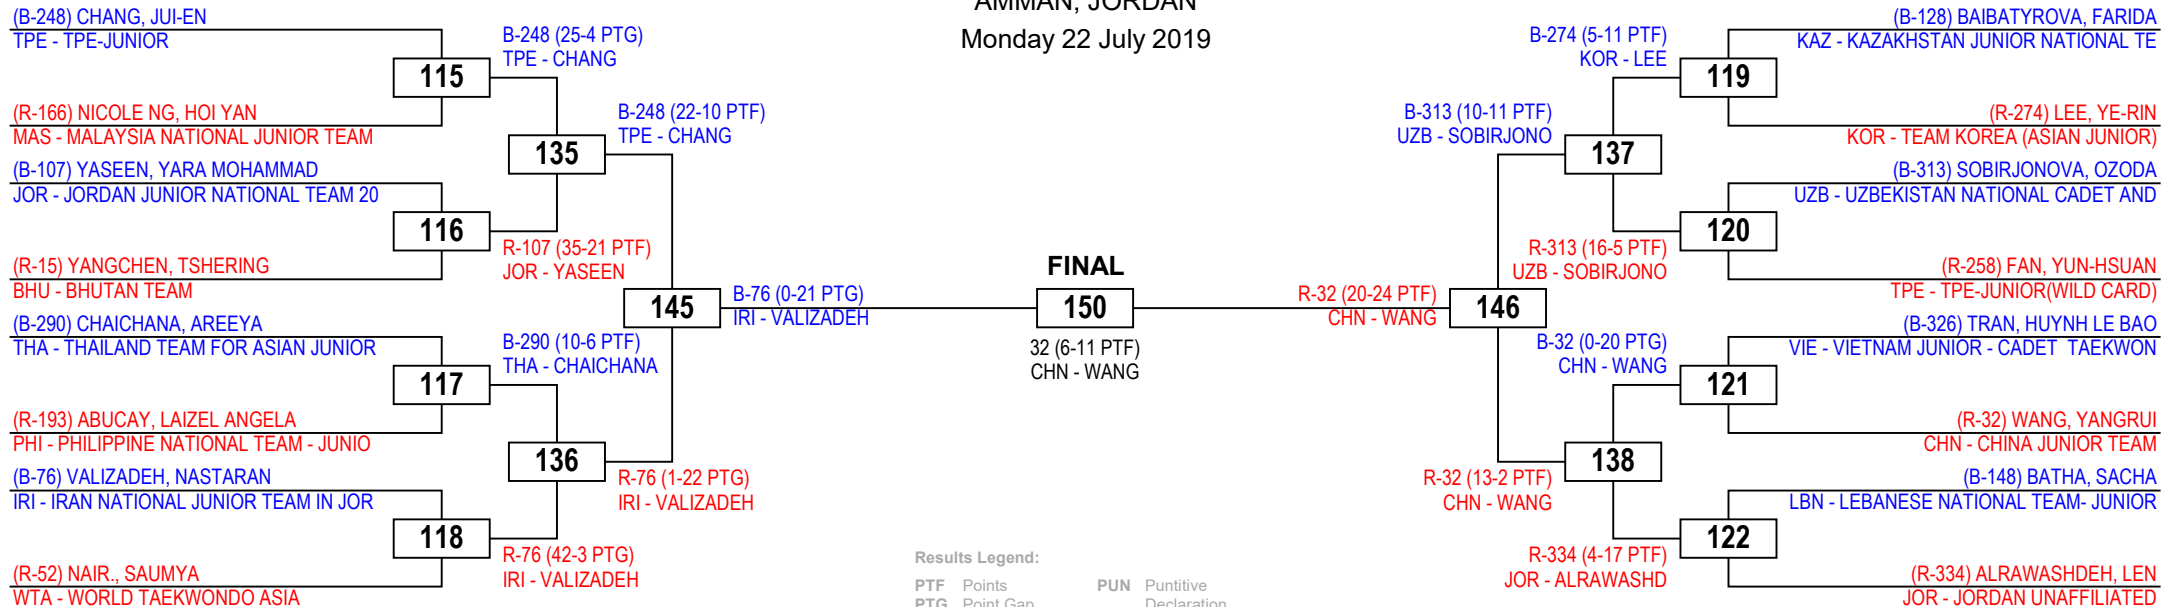 AMMAN, JORDAN
Monday 22 July 2019
(B-248) CHANG, JUI-EN
TPE - TPE-JUNIOR
115
(R-166) NICOLE NG, HOI YAN
MAS - MALAYSIA NATIONAL JUNIOR TEAM
(B-107) YASEEN, YARA MOHAMMAD
JOR - JORDAN JUNIOR NATIONAL TEAM 20
116
(R-15) YANGCHEN, TSHERING
BHU - BHUTAN TEAM
(B-290) CHAICHANA, AREEYA
THA - THAILAND TEAM FOR ASIAN JUNIOR
117
(R-193) ABUCAY, LAIZEL ANGELA
PHI - PHILIPPINE NATIONAL TEAM - JUNIO
(B-76) VALIZADEH, NASTARAN
IRI - IRAN NATIONAL JUNIOR TEAM IN JOR
118
(R-52) NAIR., SAUMYA
WTA - WORLD TAEKWONDO ASIA
B-248 (25-4 PTG)
TPE - CHANG
135
R-107 (35-21 PTF)
JOR - YASEEN
B-290 (10-6 PTF)
THA - CHAICHANA
136
R-76 (42-3 PTG)
IRI - VALIZADEH
B-248 (22-10 PTF)
TPE - CHANG
145
R-76 (1-22 PTG)
IRI - VALIZADEH
B-76 (0-21 PTG)
IRI - VALIZADEH
FINAL
150
32 (6-11 PTF)
CHN - WANG
R-32 (20-24 PTF)
CHN - WANG
B-313 (10-11 PTF)
UZB - SOBIRJONO
146
R-32 (13-2 PTF)
CHN - WANG
B-274 (5-11 PTF)
KOR - LEE
137
R-313 (16-5 PTF)
UZB - SOBIRJONO
B-32 (0-20 PTG)
CHN - WANG
138
R-334 (4-17 PTF)
JOR - ALRAWASHD
(B-128) BAIBATYROVA, FARIDA
KAZ - KAZAKHSTAN JUNIOR NATIONAL TE
119
(R-274) LEE, YE-RIN
KOR - TEAM KOREA (ASIAN JUNIOR)
(B-313) SOBIRJONOVA, OZODA
UZB - UZBEKISTAN NATIONAL CADET AND
120
(R-258) FAN, YUN-HSUAN
TPE - TPE-JUNIOR(WILD CARD)
(B-326) TRAN, HUYNH LE BAO
VIE - VIETNAM JUNIOR - CADET TAEKWON
121
(R-32) WANG, YANGRUI
CHN - CHINA JUNIOR TEAM
(B-148) BATHA, SACHA
LBN - LEBANESE NATIONAL TEAM- JUNIOR
122
(R-334) ALRAWASHDEH, LEN
JOR - JORDAN UNAFFILIATED
Results Legend:
PTF Points PUN Puntitive
PTG Point Gap Declaration